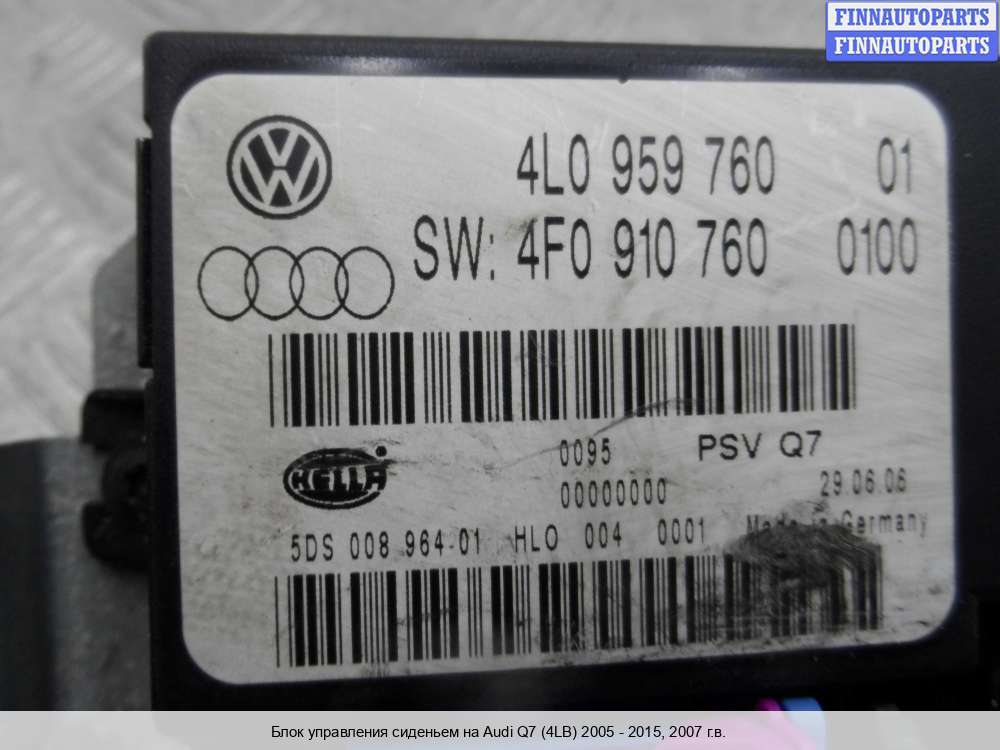 FINNAUTOPARTS
FINNAUTOPARTS
4L0 959 760 01
SW: 4F0 910 760 0100
0095 PSV Q7
HELLA
00000000 29.06.06
5DS 008 964-01 HLO 004 0001 Made in Germany
Блок управления сиденьем на Audi Q7 (4LB) 2005 - 2015, 2007 г.в.